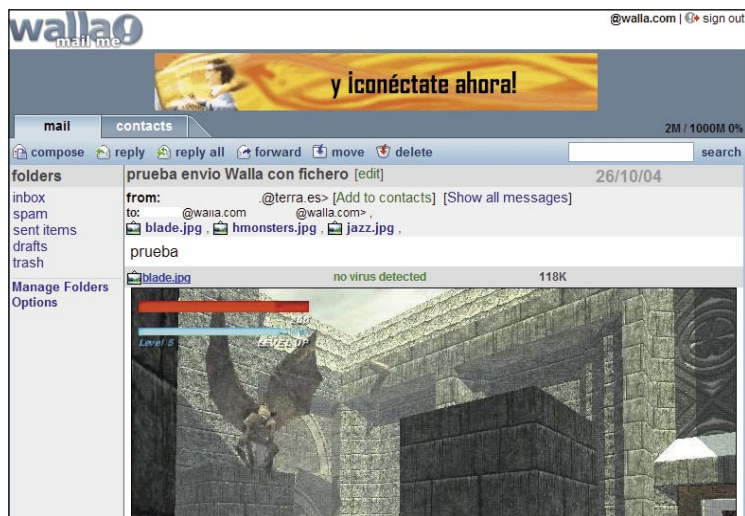 walla!
mail me
@walla.com | sign out
y ¡conéctate ahora!
mail contacts 2M / 1000M 0%
compose reply reply all forward move delete search
folders
inbox
spam
sent items
drafts
trash
Manage Folders
Options
prueba envio Walla con fichero [edit] 26/10/04
from: .@terra.es> [Add to contacts] [Show all messages]
to: @walla.com @walla.com> ,
blade.jpg , hmonsters.jpg , jazz.jpg ,
prueba
blade.jpg no virus detected 118K
Level 5 LEVEL UP